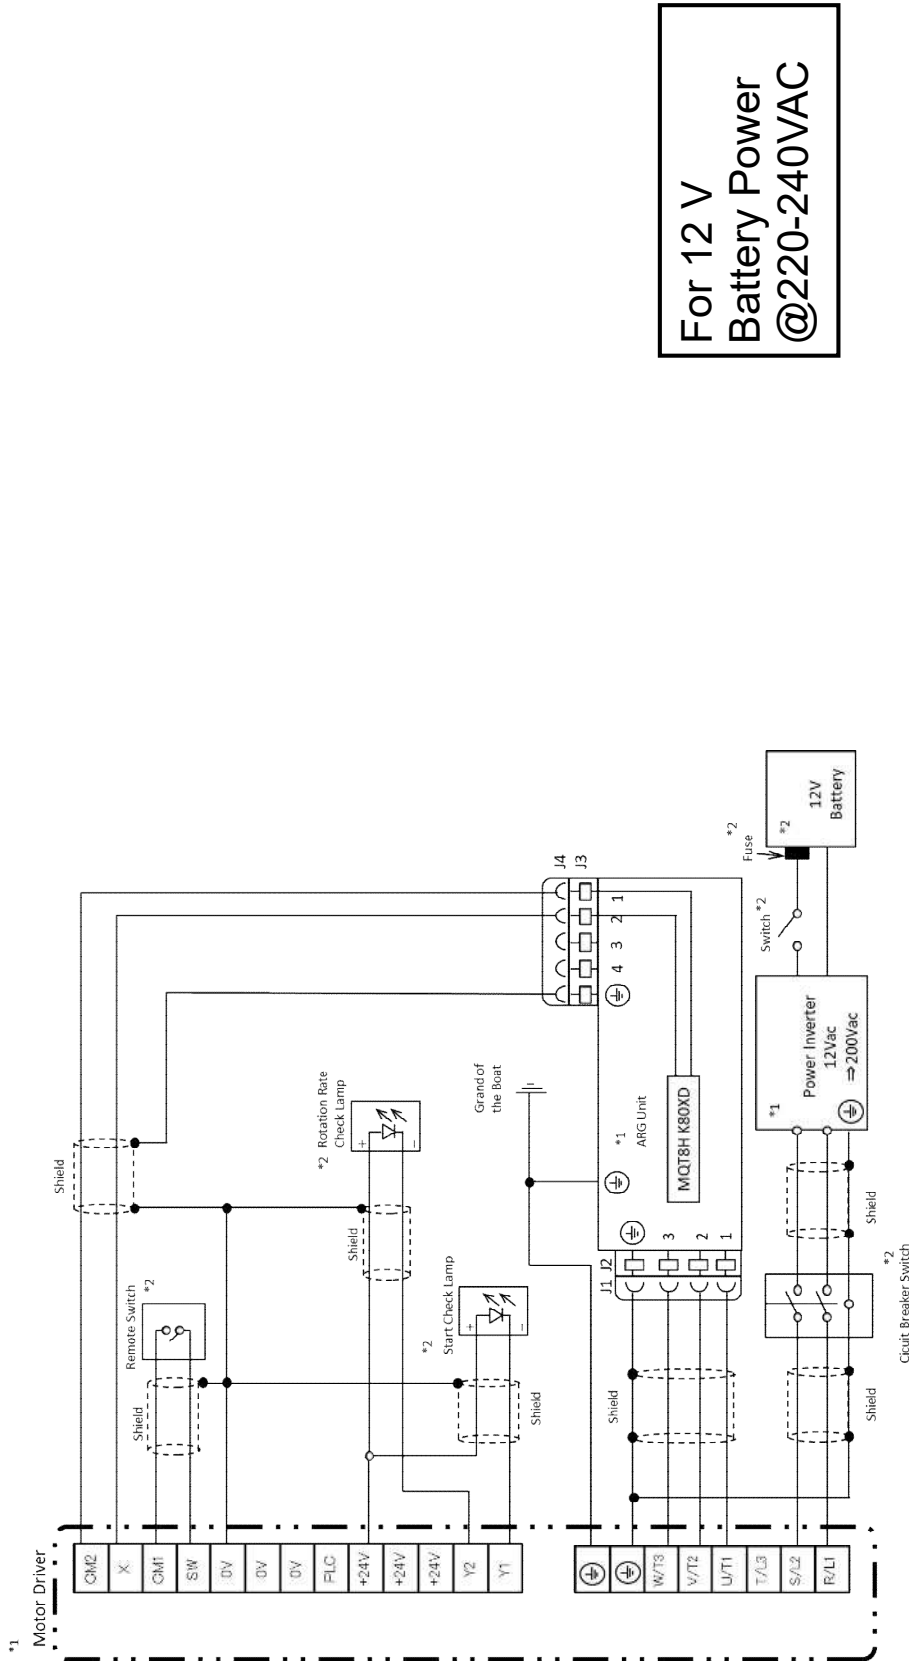 For 12 V
Battery Power
@220-240VAC
*1
Motor Driver
CM2
X
CM1
SW
0V
0V
0V
PLC
+24V
+24V
+24V
Y2
Y1
W/T3
V/T2
U/T1
T/L3
S/L2
R/L1
Shield
Remote Switch
*2
Shield
*2 Rotation Rate
Check Lamp
+
−
Shield
*2
Start Check Lamp
+
−
Shield
Grand of
the Boat
J4
J3
1
2
3
4
*1
ARG Unit
MQT8H K80XD
J1
J2
3
2
1
Shield
Shield
*2
Cicuit Breaker Switch
Shield
*1
Power Inverter
12Vac
⇒200Vac
Switch *2
*2
Fuse
*2
12V
Battery